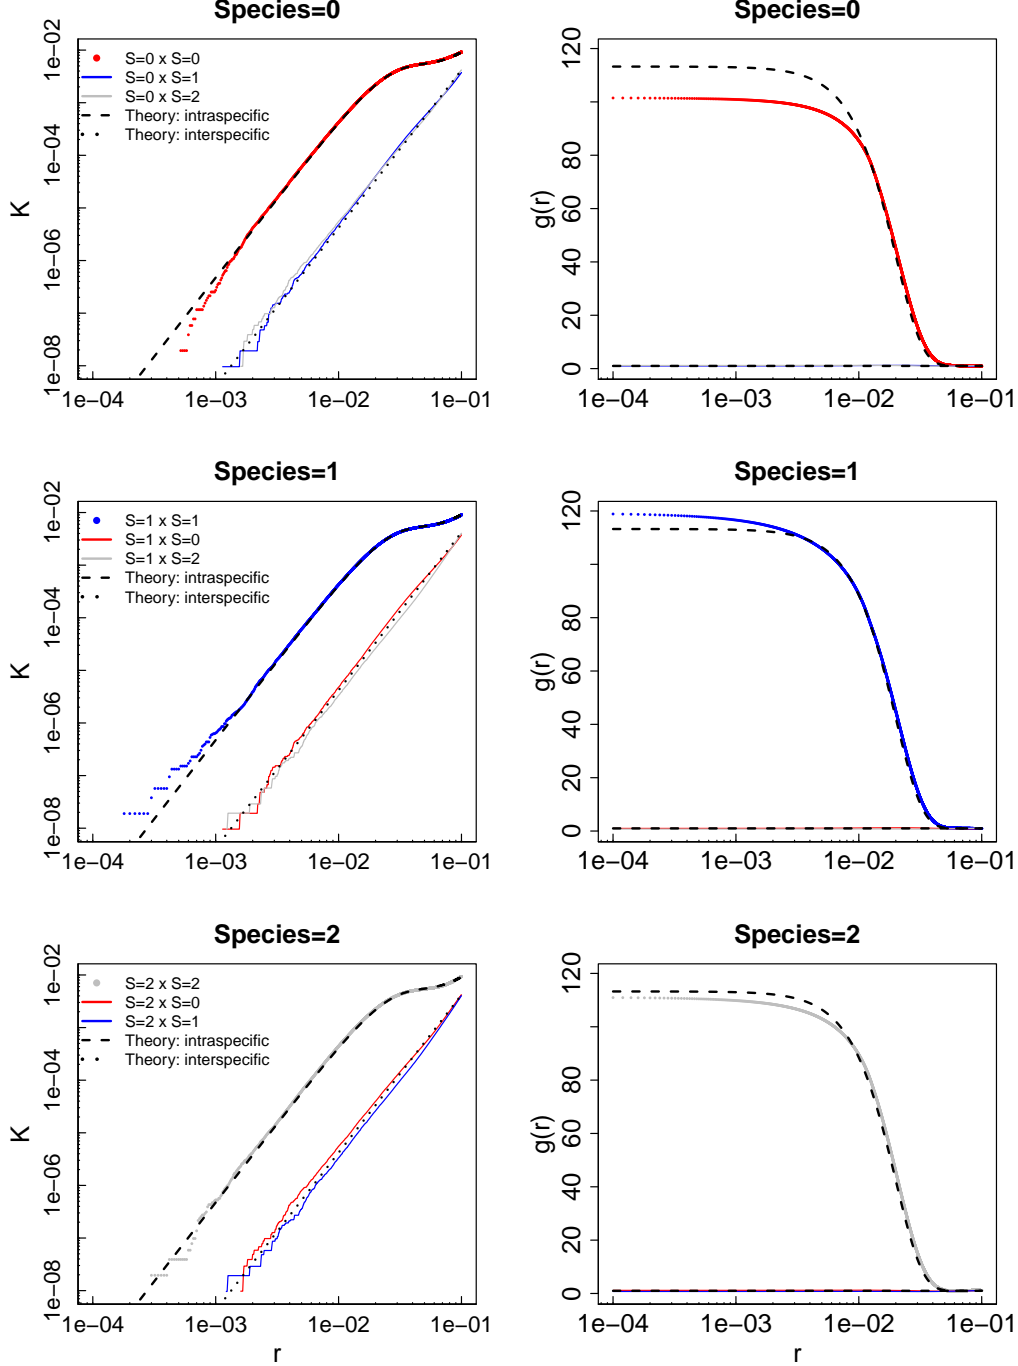 Species=0
1e−02
1e−04
1e−06
1e−08
K
S=0 x S=0
S=0 x S=1
S=0 x S=2
Theory: intraspecific
Theory: interspecific
1e−04 1e−03 1e−02 1e−01
Species=0
120
80
60
40
20
0
g(r)
1e−04 1e−03 1e−02 1e−01
Species=1
1e−02
1e−04
1e−06
1e−08
K
S=1 x S=1
S=1 x S=0
S=1 x S=2
Theory: intraspecific
Theory: interspecific
1e−04 1e−03 1e−02 1e−01
Species=1
120
80
60
40
20
0
g(r)
1e−04 1e−03 1e−02 1e−01
Species=2
1e−02
1e−04
1e−06
1e−08
K
S=2 x S=2
S=2 x S=0
S=2 x S=1
Theory: intraspecific
Theory: interspecific
1e−04 1e−03 1e−02 1e−01
r
Species=2
120
80
60
40
20
0
g(r)
1e−04 1e−03 1e−02 1e−01
r